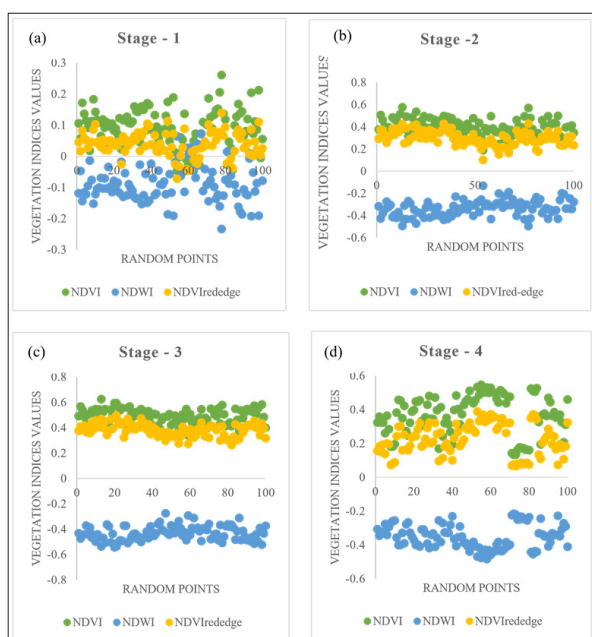 (a)
Stage - 1
VEGETATION INDICES VALUES
0.3
0.2
0.1
0
-0.1
-0.2
-0.3
0 20 40 60 80 100
RANDOM POINTS
NDVI NDWI NDVIrededge
(b)
Stage -2
VEGETATION INDICES VALUES
0.8
0.6
0.4
0.2
0
-0.2
-0.4
-0.6
0 50 100
RANDOM POINTS
NDVI NDWI NDVIred-edge
(c)
Stage - 3
VEGETATION INDICES VALUES
0.8
0.6
0.4
0.2
0
-0.2
-0.4
-0.6
-0.8
0 20 40 60 80 100
RANDOM POINTS
NDVI NDWI NDVIrededge
(d)
Stage - 4
VEGETATION INDICES VALUES
0.6
0.4
0.2
0
-0.2
-0.4
-0.6
0 20 40 60 80 100
RANDOM POINTS
NDVI NDWI NDVIrededge